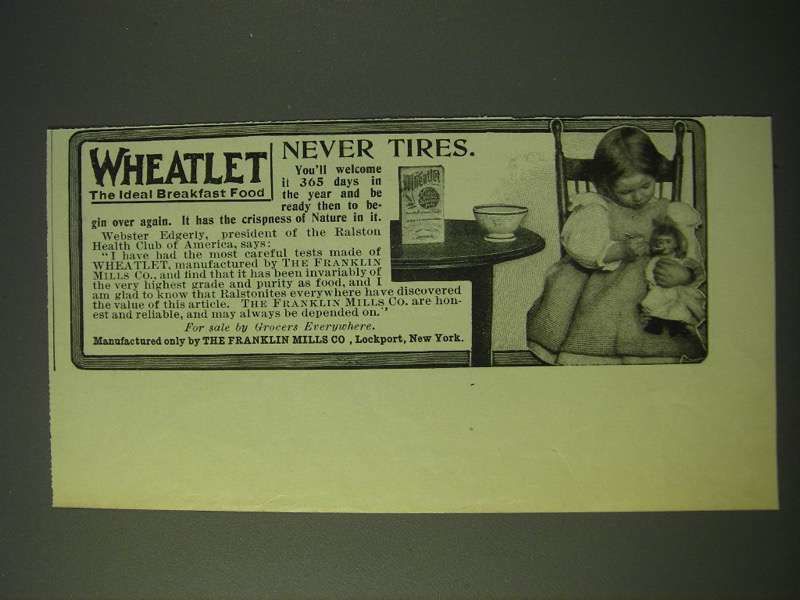 WHEATLET
The Ideal Breakfast Food
NEVER TIRES.
You'll welcome
it 365 days in
the year and be
ready then to be-
gin over again. It has the crispness of Nature in it.
Webster Edgerly, president of the Ralston
Health Club of America, says:
"I have had the most careful tests made of
WHEATLET, manufactured by THE FRANKLIN
MILLS Co., and find that it has been invariably of
the very highest grade and purity as food, and I
am glad to know that Ralstonites everywhere have discovered
the value of this article. THE FRANKLIN MILLS Co. are hon-
est and reliable, and may always be depended on."
For sale by Grocers Everywhere.
Manufactured only by THE FRANKLIN MILLS CO , Lockport, New York.
Wheatlet